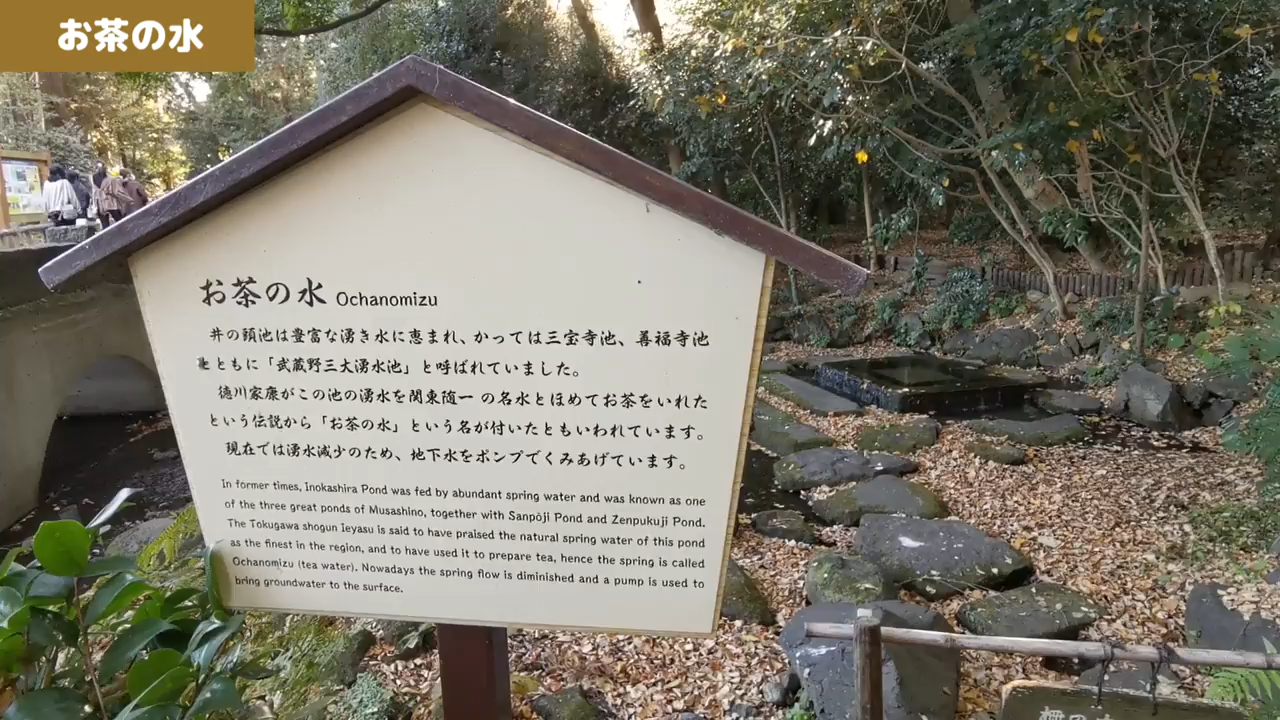 お茶の水
お茶の水 Ochanomizu
井の頭池は豊富な湧き水に恵まれ、かっては三宝寺池、善福寺池
とともに「武蔵野三大湧水池」と呼ばれていました。
徳川家康がこの池の湧水を関東随一の名水とほめてお茶をいれた
という伝説から「お茶の水」という名が付いたともいわれています。
現在では湧水減少のため、地下水をポンプでくみあげています。
In former times, Inokashira Pond was fed by abundant spring water and was known as one
of the three great ponds of Musashino, together with Sanpōji Pond and Zenpukuji Pond.
The Tokugawa shogun Ieyasu is said to have praised the natural spring water of this pond
as the finest in the region, and to have used it to prepare tea, hence the spring is called
Ochanomizu (tea water). Nowadays the spring flow is diminished and a pump is used to
bring groundwater to the surface.